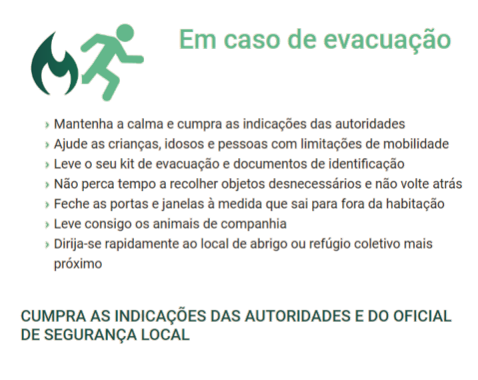 Em caso de evacuação
› Mantenha a calma e cumpra as indicações das autoridades
› Ajude as crianças, idosos e pessoas com limitações de mobilidade
› Leve o seu kit de evacuação e documentos de identificação
› Não perca tempo a recolher objetos desnecessários e não volte atrás
› Feche as portas e janelas à medida que sai para fora da habitação
› Leve consigo os animais de companhia
› Dirija-se rapidamente ao local de abrigo ou refúgio coletivo mais
próximo
CUMPRA AS INDICAÇÕES DAS AUTORIDADES E DO OFICIAL
DE SEGURANÇA LOCAL